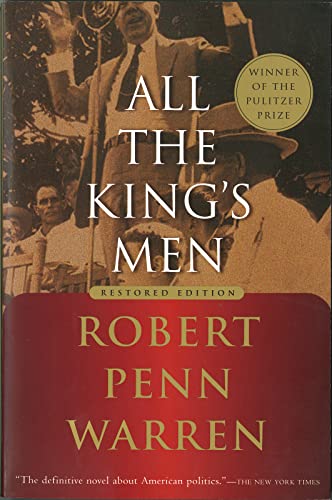 WINNER
OF THE
PULITZER
PRIZE
ALL
THE
KING'S
MEN
RESTORED EDITION
ROBERT
PENN
WARREN
"The definitive novel about American politics."—THE NEW YORK TIMES